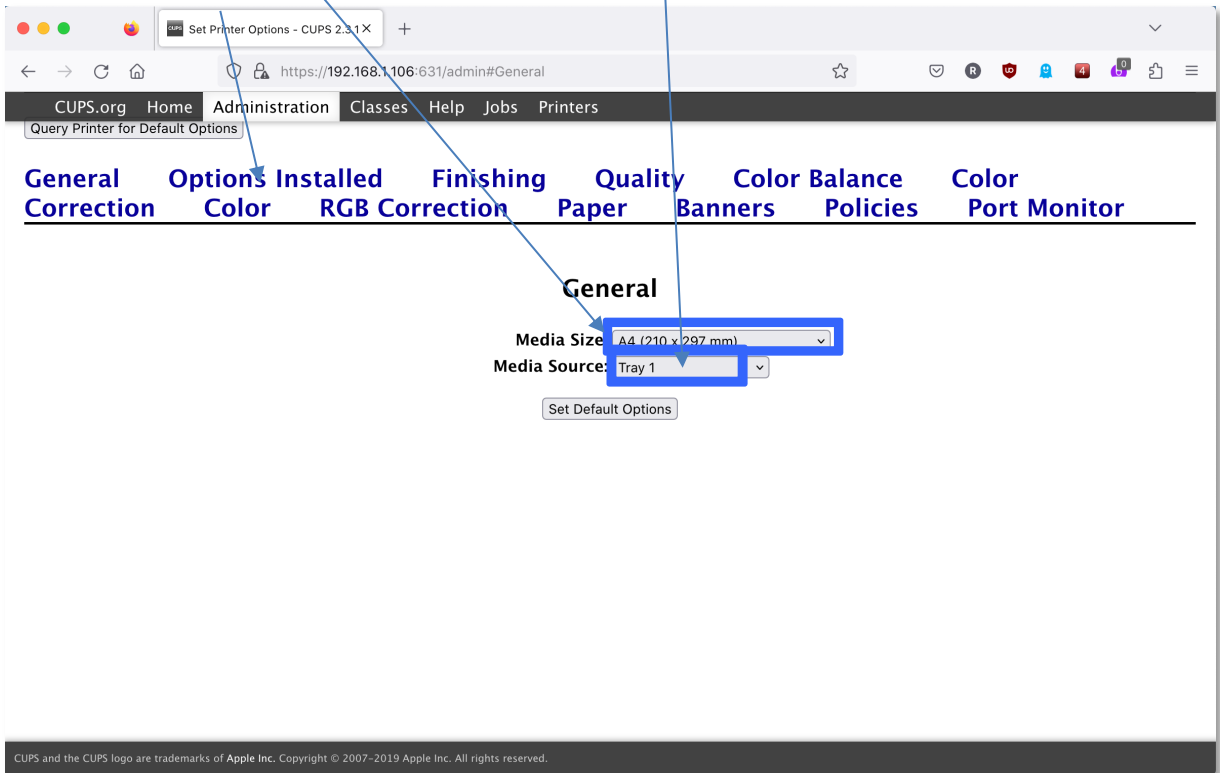 Set Printer Options - CUPS 2.3.1
https://192.168.1.106:631/admin#General
R
UD
4
0
CUPS.org Home Administration Classes Help Jobs Printers
Query Printer for Default Options
General Options Installed Finishing Quality Color Balance Color
Correction Color RGB Correction Paper Banners Policies Port Monitor
General
Media Size: A4 (210 x 297 mm)
Media Source: Tray 1
Set Default Options
CUPS and the CUPS logo are trademarks of Apple Inc. Copyright © 2007–2019 Apple Inc. All rights reserved.